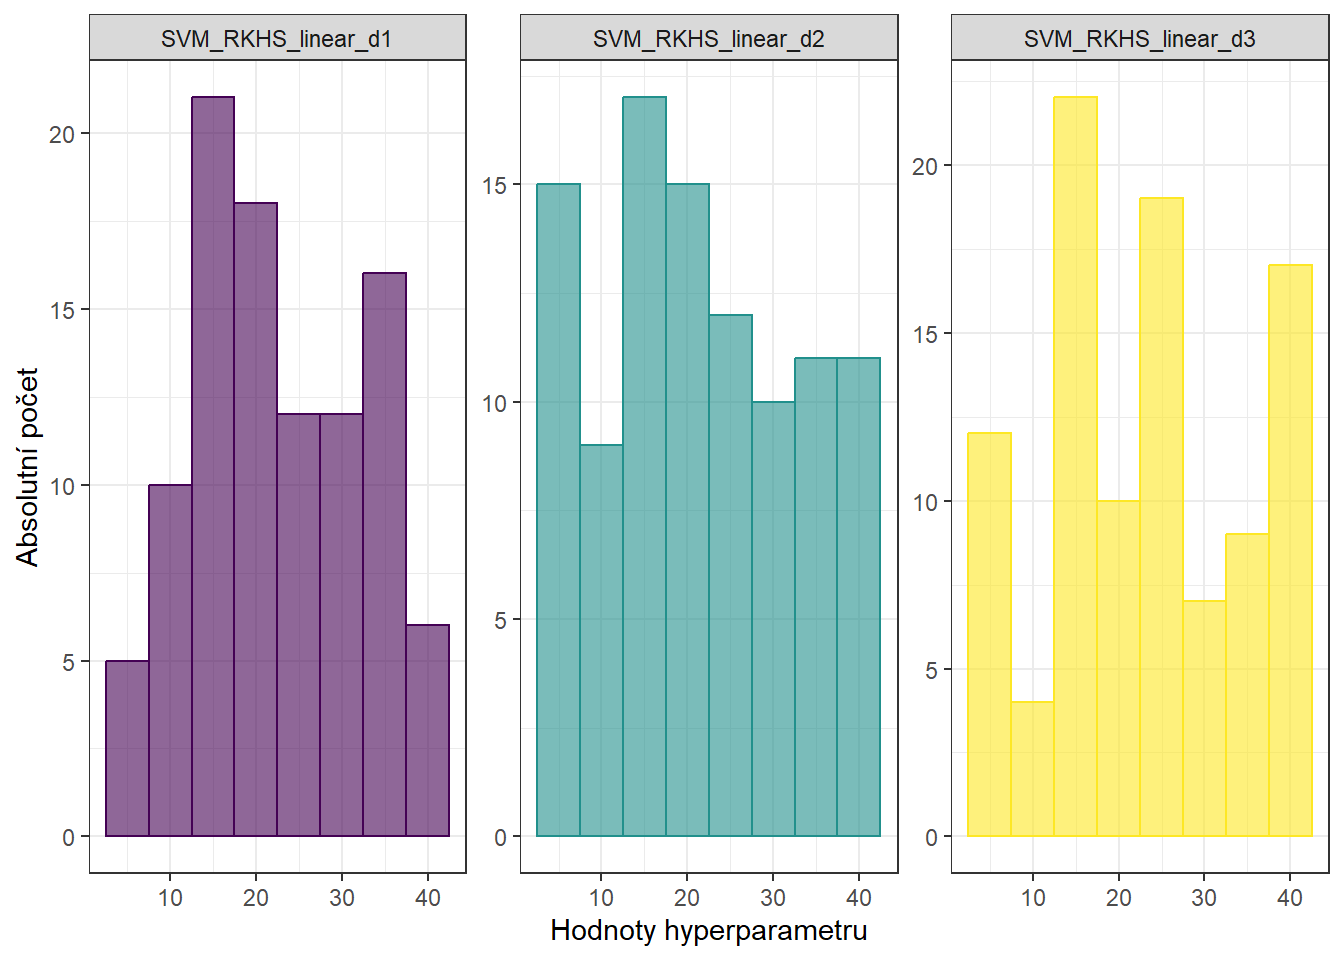 SVM_RKHS_linear_d1
SVM_RKHS_linear_d2
SVM_RKHS_linear_d3
Absolutní počet
20
15
10
5
0
15
10
5
0
20
15
10
5
0
10 20 30 40
10 20 30 40
10 20 30 40
Hodnoty hyperparametru